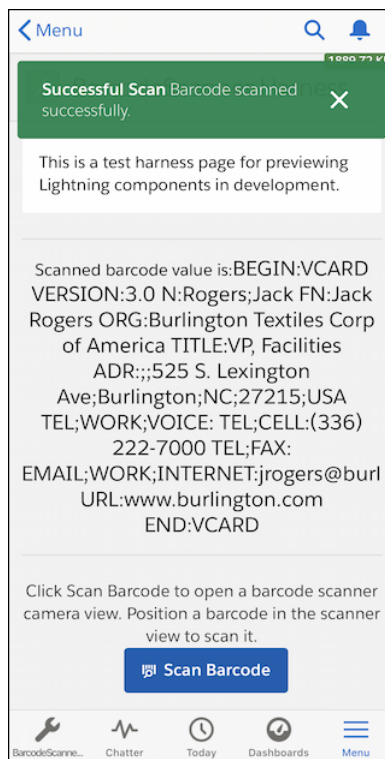 Menu
1889.72 K
Successful Scan Barcode scanned
successfully.
This is a test harness page for previewing
Lightning components in development.
Scanned barcode value is:BEGIN:VCARD
VERSION:3.0 N:Rogers;Jack FN:Jack
Rogers ORG:Burlington Textiles Corp
of America TITLE:VP, Facilities
ADR:;;525 S. Lexington
Ave;Burlington;NC;27215;USA
TEL;WORK;VOICE: TEL;CELL:(336)
222-7000 TEL;FAX:
EMAIL;WORK;INTERNET:jrogers@burl
URL:www.burlington.com
END:VCARD
Click Scan Barcode to open a barcode scanner
camera view. Position a barcode in the scanner
view to scan it.
Scan Barcode
BarcodeScanne... Chatter Today Dashboards Menu